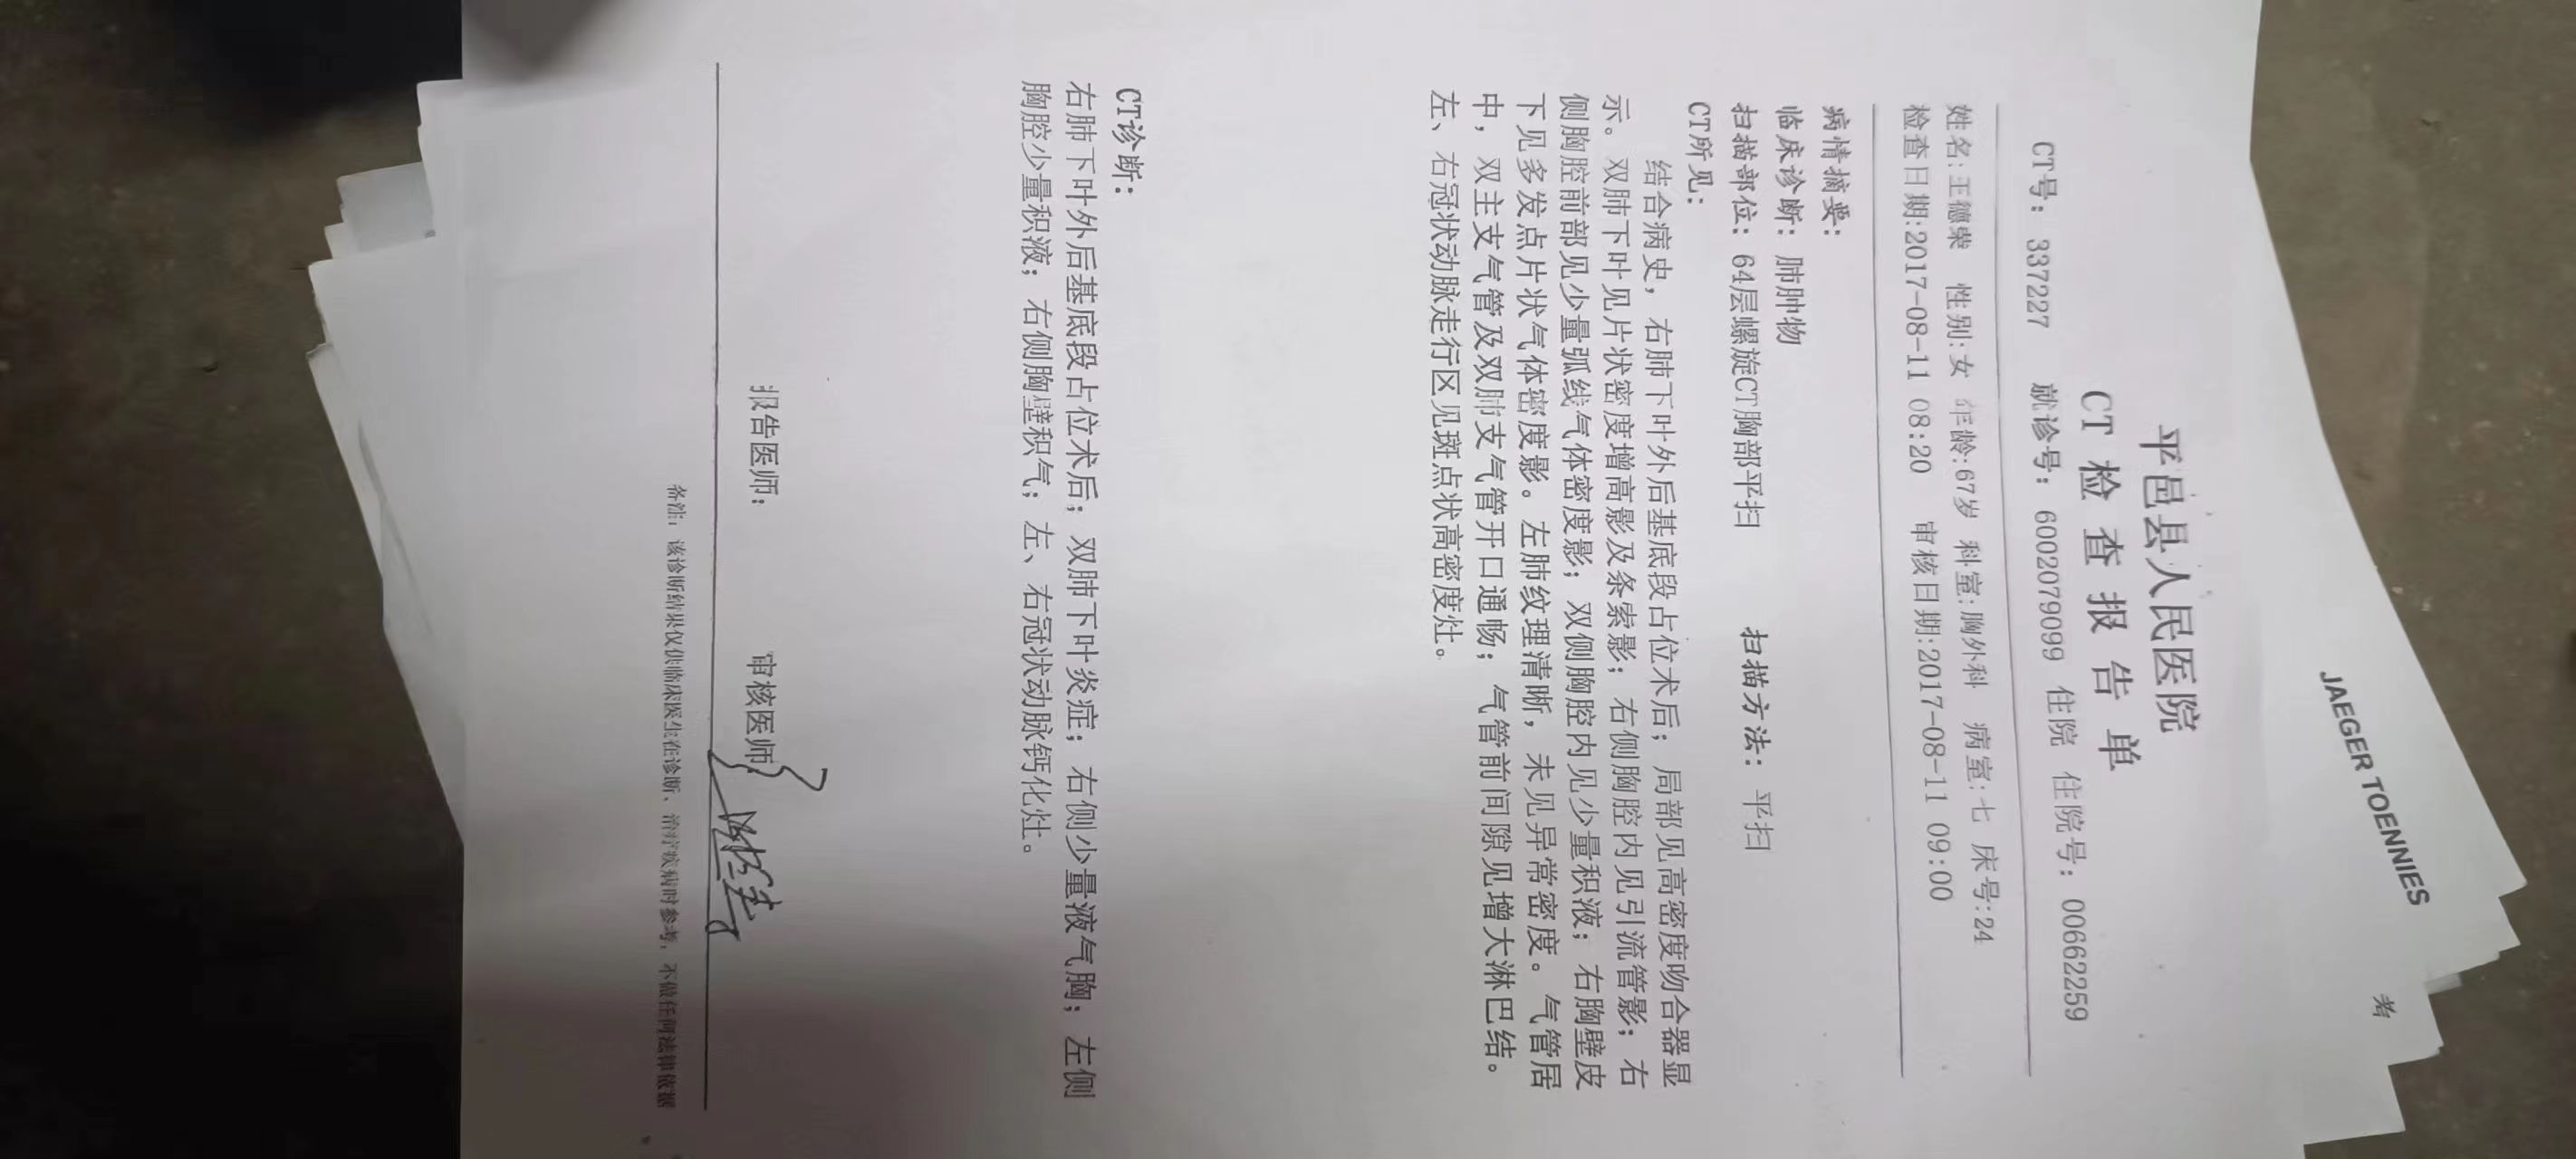 平邑县人民医院
CT检查报告单
CT号：337227 就诊号：6002079099 住院 住院号：00662259
姓名:王德荣 性别:女 年龄:67岁 科室:胸外科 病室:七 床号:24
检查日期:2017-08-11 08:20 审核日期:2017-08-11 09:00
病情摘要：
临床诊断：肺肿物
扫描部位：64层螺旋CT胸部平扫 扫描方法：平扫
CT所见：
结合病史，右肺下叶外后基底段占位术后；局部见高密度吻合器显
示。双肺下叶见片状密度增高影及条索影；右侧胸腔内见引流管影；右
侧胸腔前部见少量弧线气体密度影；双侧胸腔内见少量积液；右胸壁皮
下见多发点片状气体密度影。左肺纹理清晰，未见异常密度。气管居
中，双主支气管及双肺支气管开口通畅；气管前间隙见增大淋巴结。
左、右冠状动脉走行区见斑点状高密度灶。
CT诊断：
右肺下叶外后基底段占位术后；双肺下叶炎症；右侧少量液气胸；左侧
胸腔少量积液；右侧胸壁积气；左、右冠状动脉钙化灶。
报告医师： 审核医师：
备注：该诊断结果仅供临床医生在诊断、治疗疾病时参考，不做任何法律依据
JAEGER TOENNIES
考